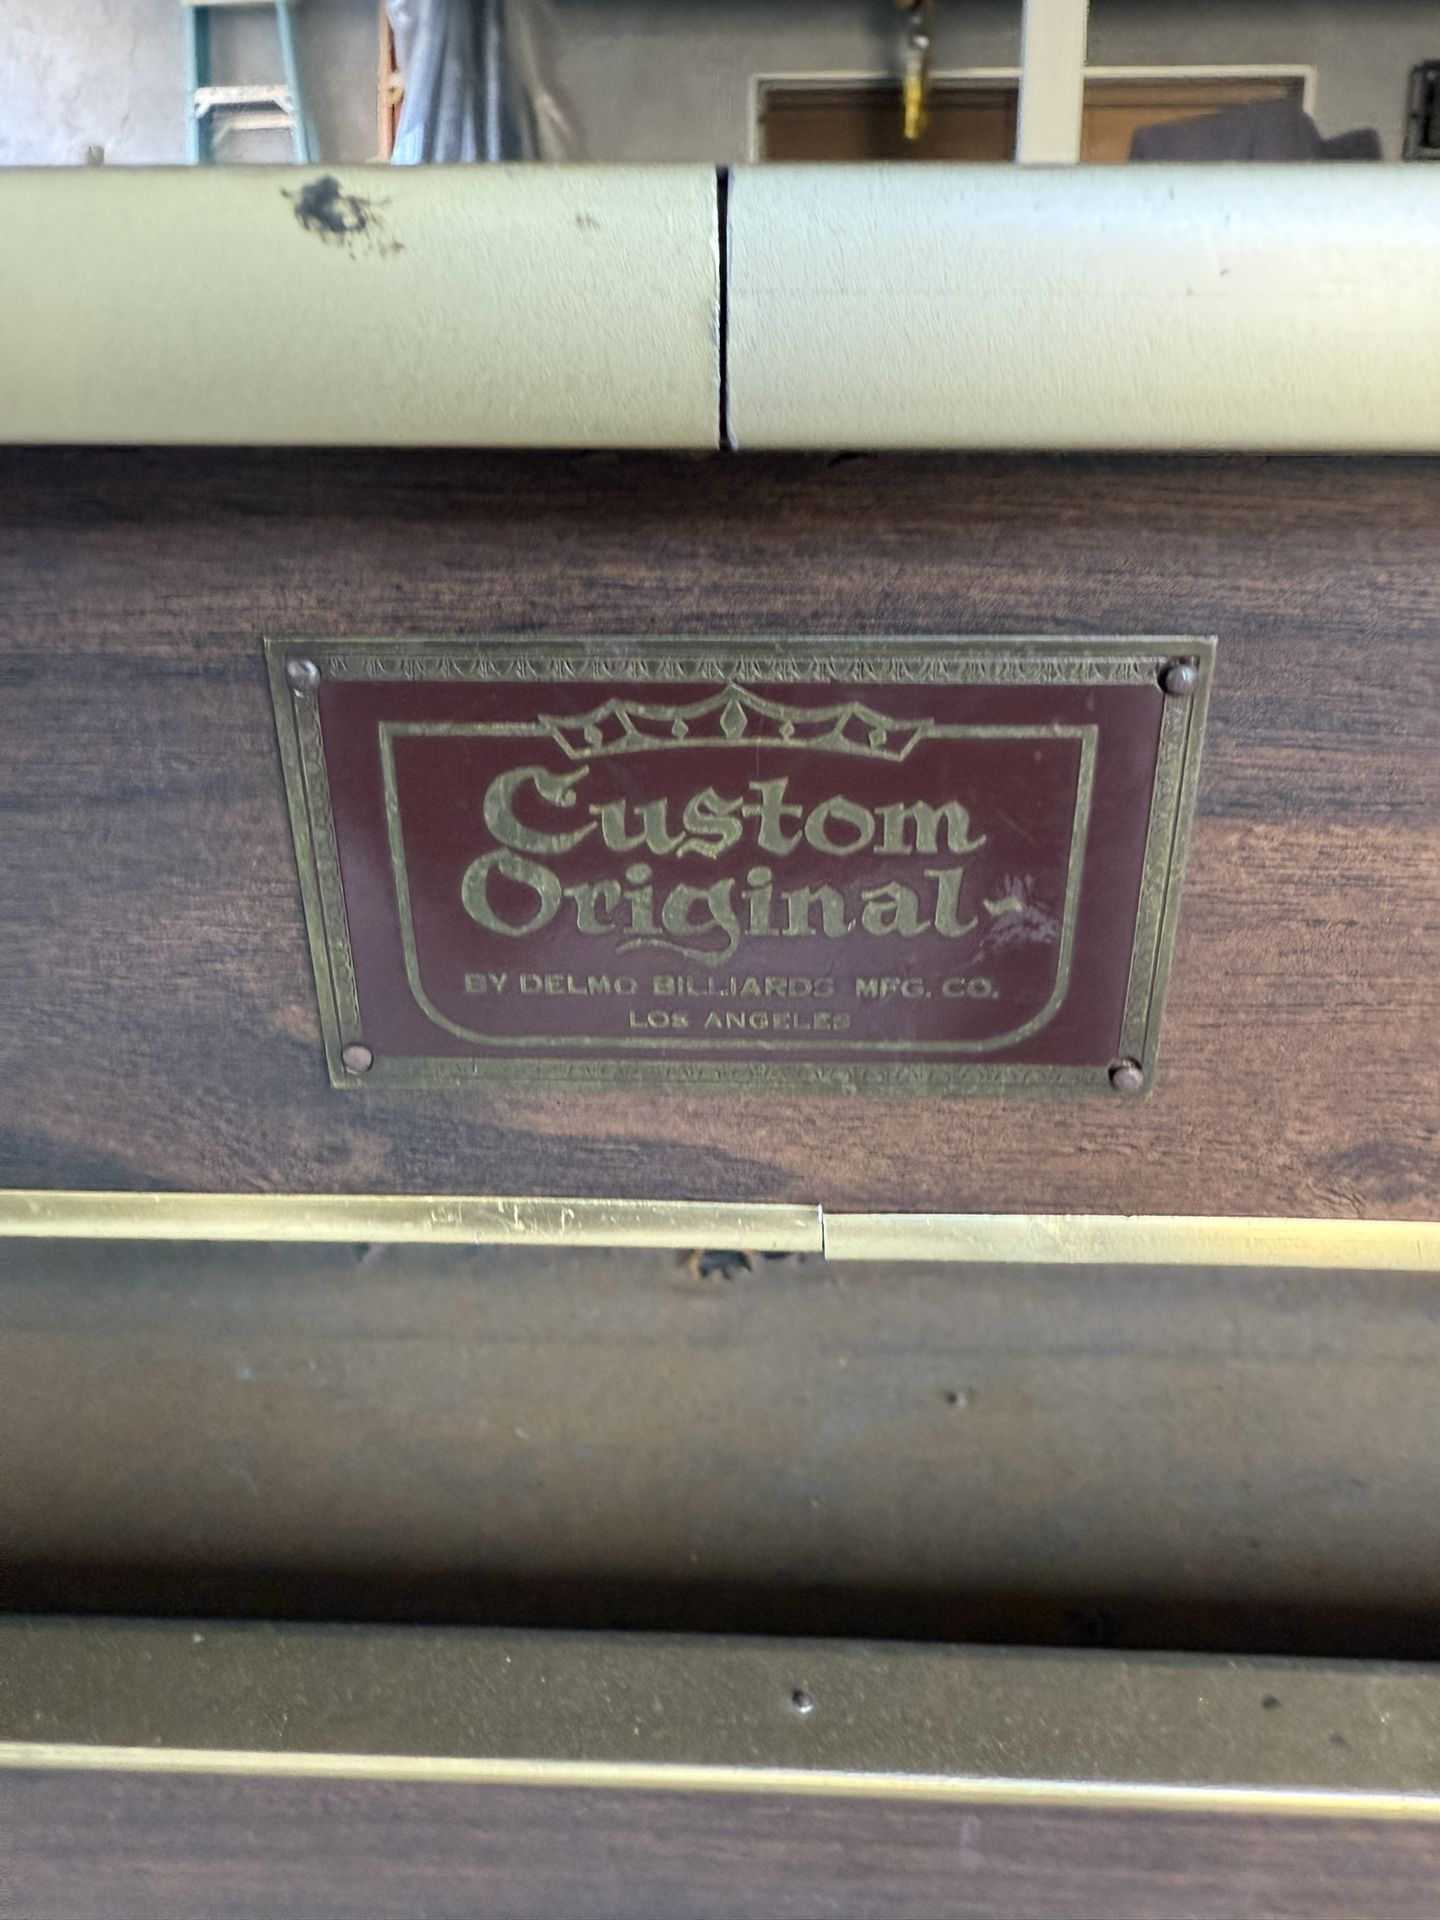 Custom
Original
BY DELMO BILLIARDS MFG. CO.
LOS ANGELES